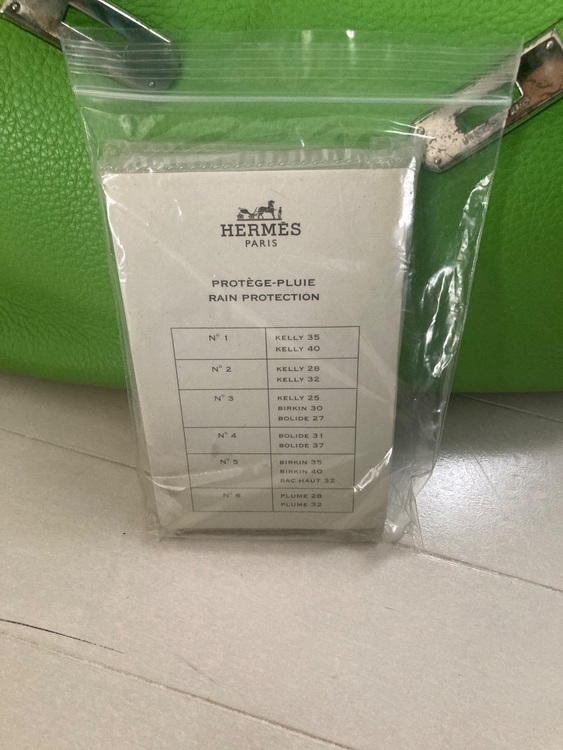 HERMÈS
PARIS
PROTÈGE-PLUIE
RAIN PROTECTION
N° 1 KELLY 35
KELLY 40
N° 2 KELLY 28
KELLY 32
N° 3 KELLY 25
BIRKIN 30
BOLIDE 27
N° 4 BOLIDE 31
BOLIDE 37
N° 5 BIRKIN 35
BIRKIN 40
BAG HAUT 32
N° 6 PLUME 28
PLUME 32